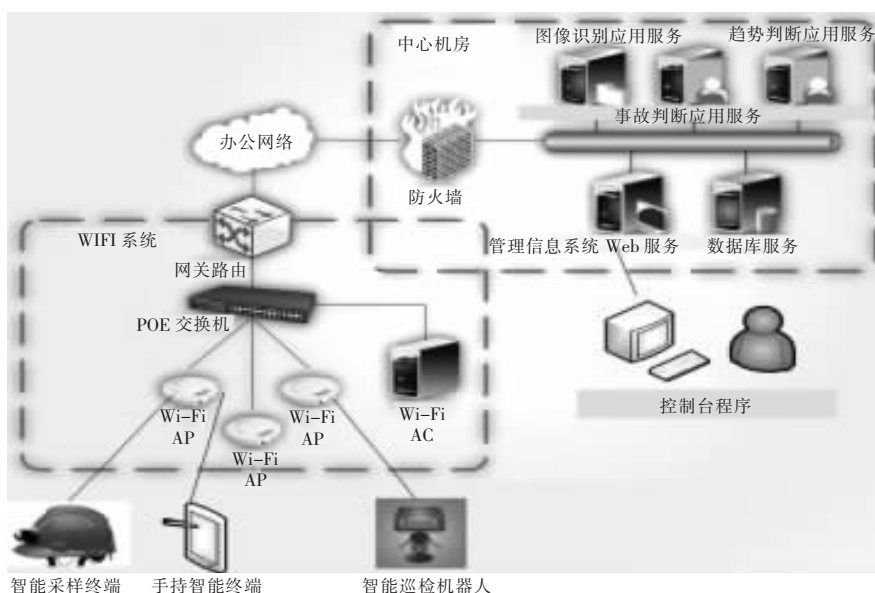 中心机房
图像识别应用服务
趋势判断应用服务
事故判断应用服务
办公网络
防火墙
WIFI 系统
网关路由
管理信息系统 Web 服务
数据库服务
POE 交换机
Wi-Fi
AP
Wi-Fi
AP
Wi-Fi
AP
Wi-Fi
AC
控制台程序
智能采样终端
手持智能终端
智能巡检机器人